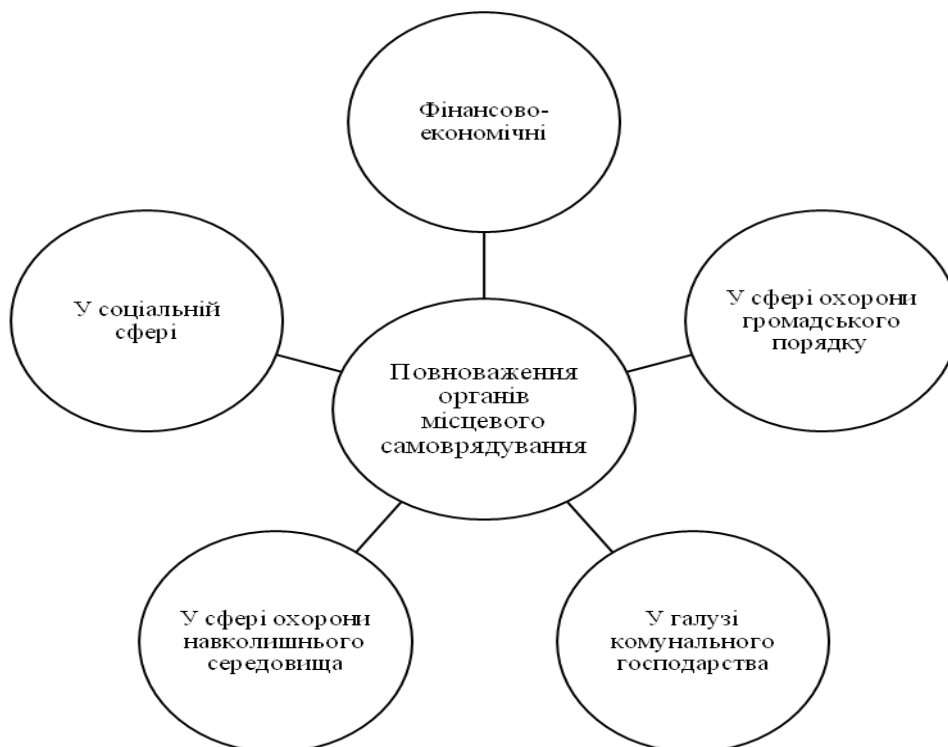 Фінансово-
економічні
У соціальній
сфері
У сфері охорони
громадського
порядку
Повноваження
органів
місцевого
самоврядування
У сфері охорони
навколишнього
середовища
У галузі
комунального
господарства